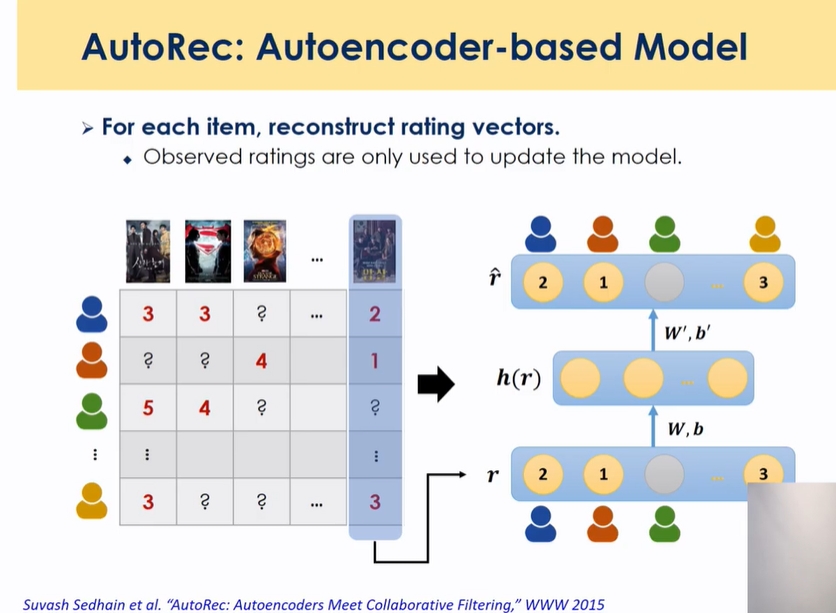 AutoRec: Autoencoder-based Model
➢ For each item, reconstruct rating vectors.
◆ Observed ratings are only used to update the model.
...
3 3 ? ... 2
? ? 4 1
5 4 ? ?
⋮ ⋮ ⋮
3 ? ? ... 3
r̂ 2 1 ... 3
W′, b′
h(r) ...
W, b
r 2 1 ... 3
Suvash Sedhain et al. “AutoRec: Autoencoders Meet Collaborative Filtering,” WWW 2015